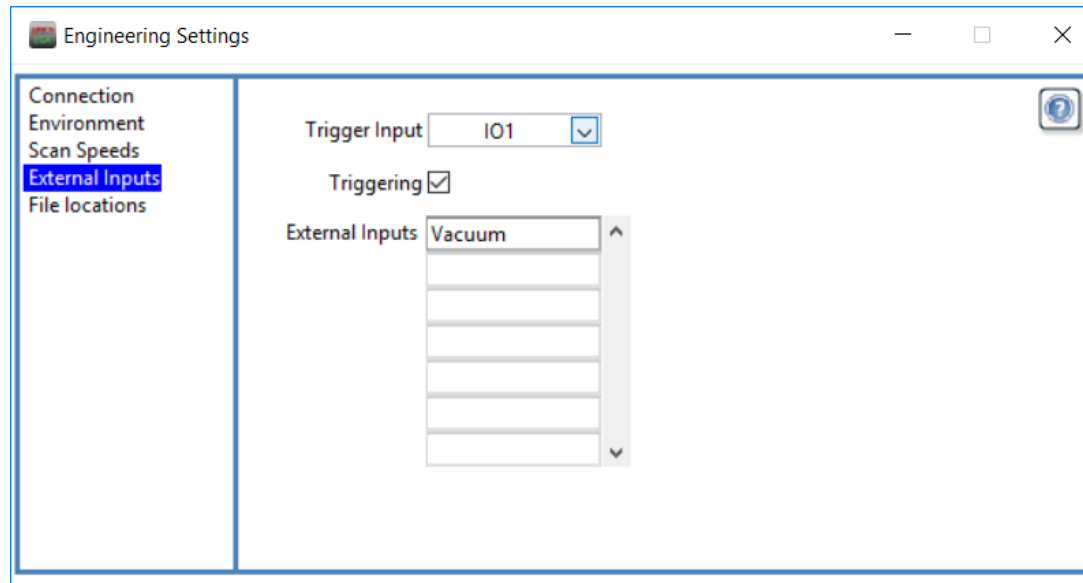 Engineering Settings
Connection
Environment
Scan Speeds
External Inputs
File locations
Trigger Input IO1
Triggering
External Inputs Vacuum